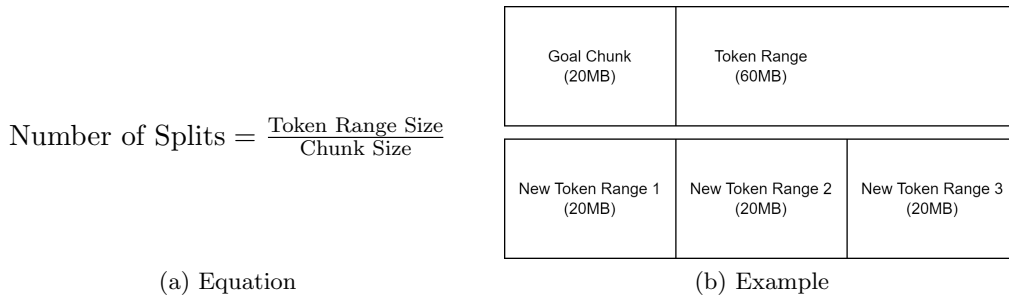 Number of Splits = Token Range Size / Chunk Size
(a) Equation
Goal Chunk
(20MB)
Token Range
(60MB)
New Token Range 1
(20MB)
New Token Range 2
(20MB)
New Token Range 3
(20MB)
(b) Example